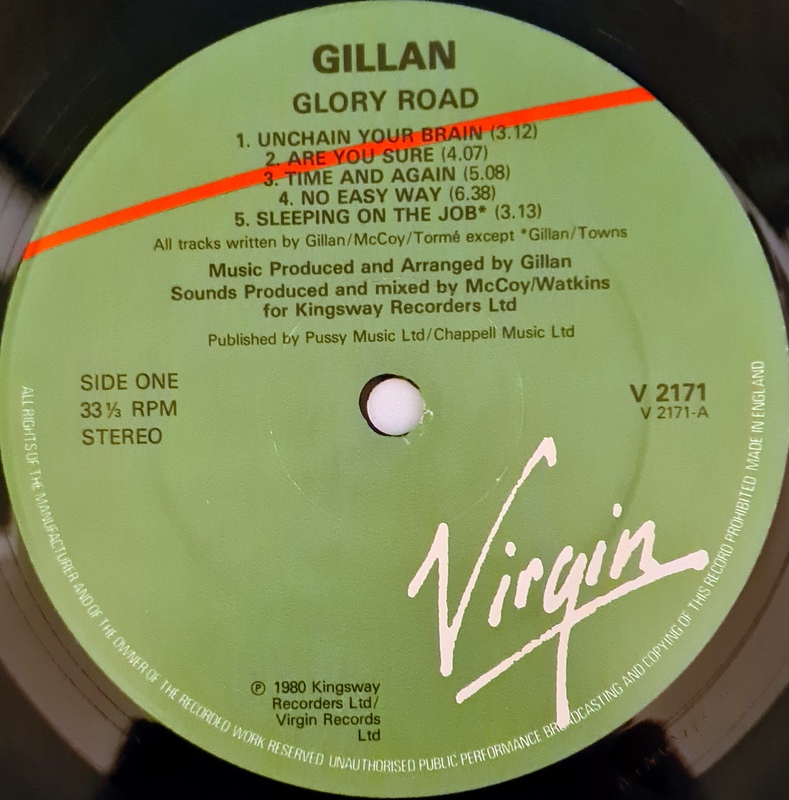 GILLAN
GLORY ROAD
1. UNCHAIN YOUR BRAIN (3.12)
2. ARE YOU SURE (4.07)
3. TIME AND AGAIN (5.08)
4. NO EASY WAY (6.38)
5. SLEEPING ON THE JOB* (3.13)
All tracks written by Gillan/McCoy/Tormé except *Gillan/Towns
Music Produced and Arranged by Gillan
Sounds Produced and mixed by McCoy/Watkins
for Kingsway Recorders Ltd
Published by Pussy Music Ltd/Chappell Music Ltd
SIDE ONE
33⅓ RPM
STEREO
V 2171
V 2171-A
Virgin
℗ 1980 Kingsway
Recorders Ltd/
Virgin Records
Ltd
ALL RIGHTS OF THE MANUFACTURER AND OF THE OWNER OF THE RECORDED WORK RESERVED UNAUTHORISED PUBLIC PERFORMANCE BROADCASTING AND COPYING OF THIS RECORD PROHIBITED MADE IN ENGLAND